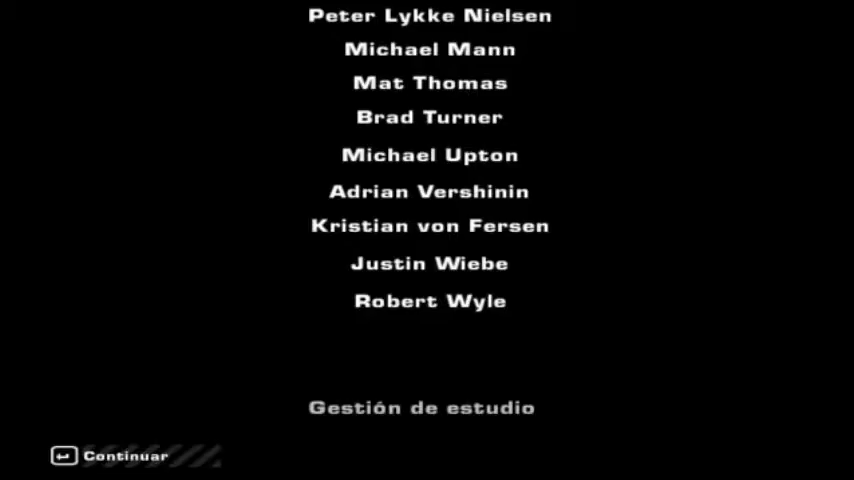 Peter Lykke Nielsen
Michael Mann
Mat Thomas
Brad Turner
Michael Upton
Adrian Vershinin
Kristian von Fersen
Justin Wiebe
Robert Wyle
Gestión de estudio
Continuar